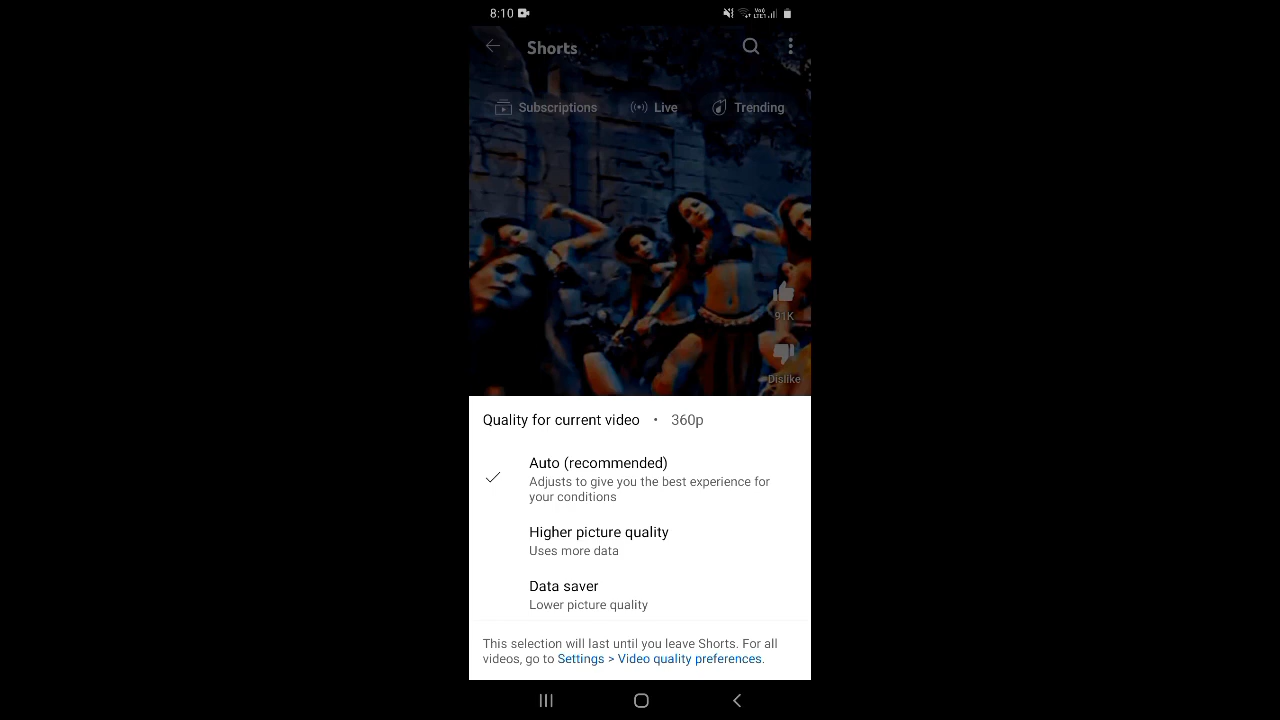 8:10
Shorts
Subscriptions Live Trending
91K
Dislike
Quality for current video • 360p
Auto (recommended)
Adjusts to give you the best experience for
your conditions
Higher picture quality
Uses more data
Data saver
Lower picture quality
This selection will last until you leave Shorts. For all
videos, go to Settings > Video quality preferences.